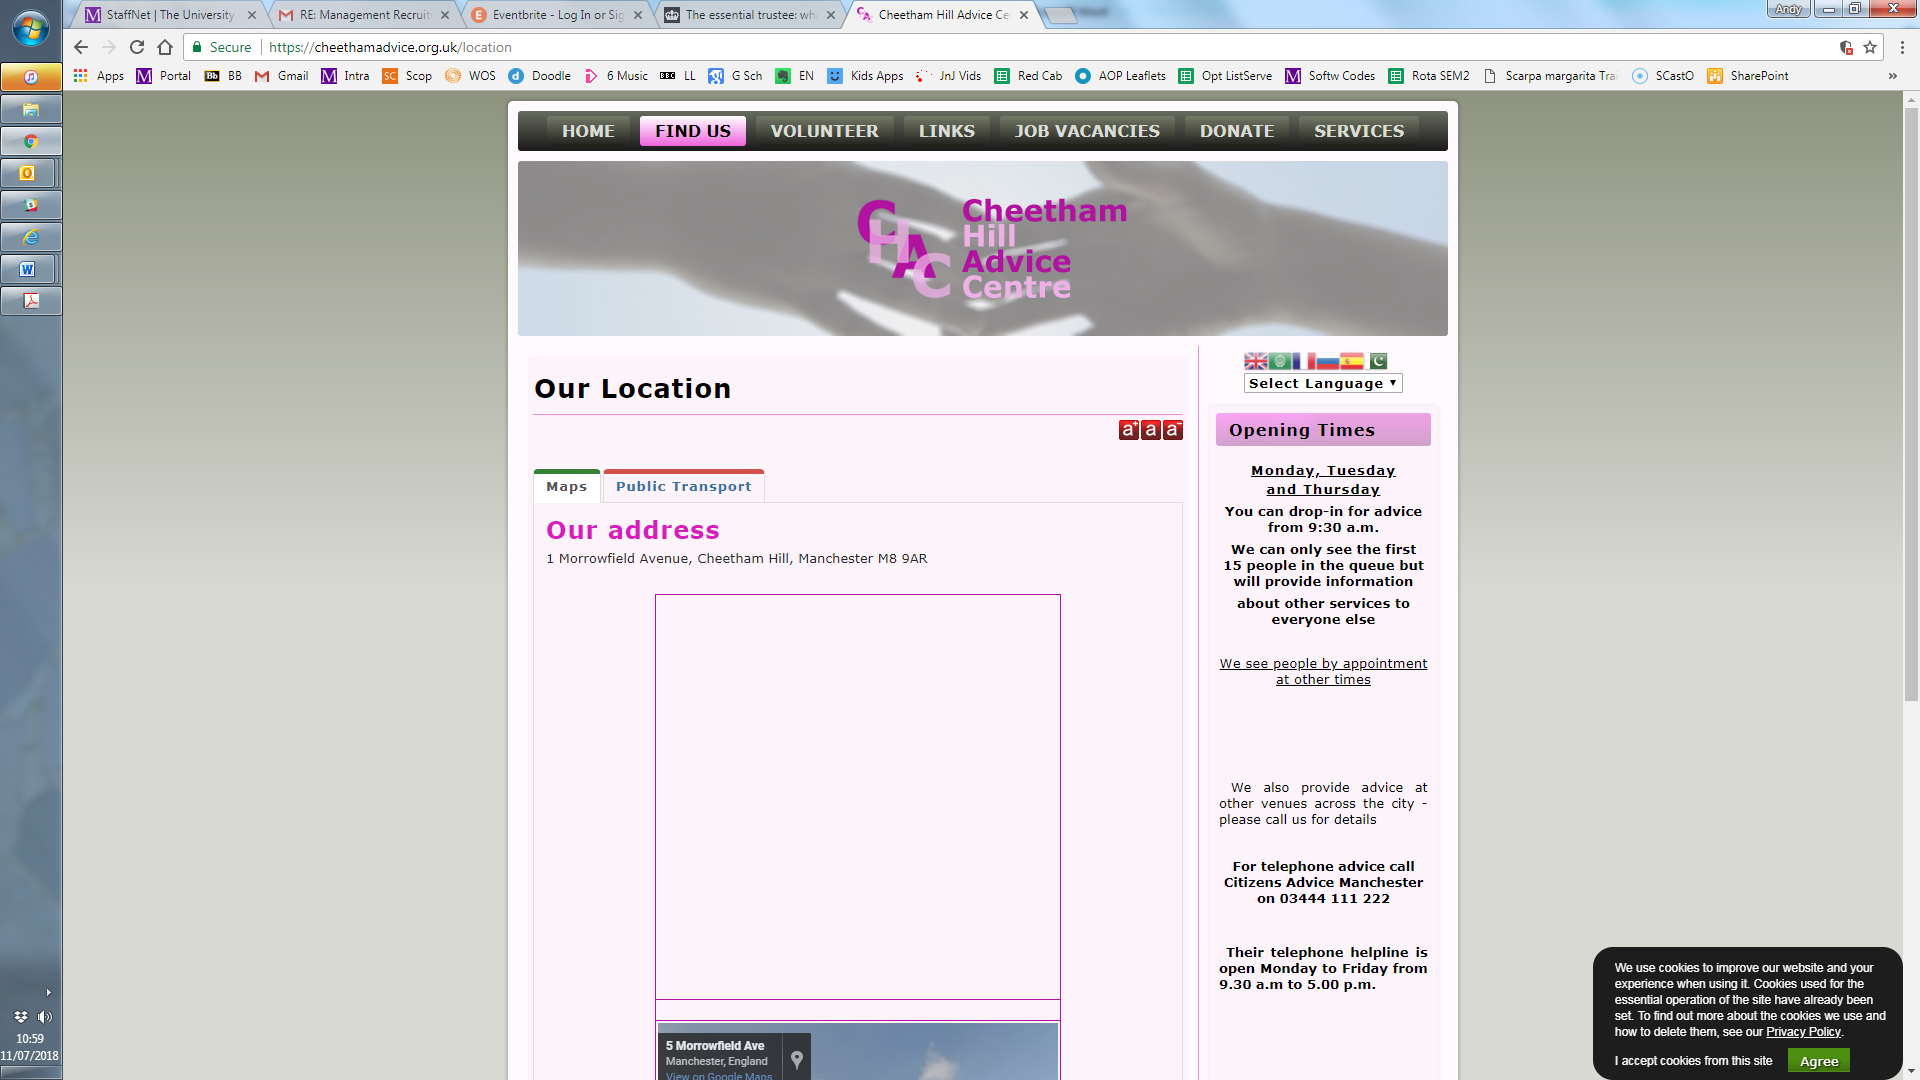 StaffNet | The University
RE: Management Recruit
Eventbrite - Log In or Sig
The essential trustee: wh
Cheetham Hill Advice Ce
Andy
Secure
https://cheethamadvice.org.uk/location
Apps
Portal
BB
Gmail
Intra
Scop
WOS
Doodle
6 Music
LL
G Sch
EN
Kids Apps
JnJ Vids
Red Cab
AOP Leaflets
Opt ListServe
Softw Codes
Rota SEM2
Scarpa margarita Tra
SCastO
SharePoint
HOME
FIND US
VOLUNTEER
LINKS
JOB VACANCIES
DONATE
SERVICES
CHAC
Cheetham
Hill
Advice
Centre
Our Location
a+ a a-
Maps
Public Transport
Our address
1 Morrowfield Avenue, Cheetham Hill, Manchester M8 9AR
5 Morrowfield Ave
Manchester, England
View on Google Maps
Select Language
Opening Times
Monday, Tuesday
and Thursday
You can drop-in for advice
from 9:30 a.m.
We can only see the first
15 people in the queue but
will provide information
about other services to
everyone else
We see people by appointment
at other times
We also provide advice at
other venues across the city -
please call us for details
For telephone advice call
Citizens Advice Manchester
on 03444 111 222
Their telephone helpline is
open Monday to Friday from
9.30 a.m to 5.00 p.m.
We use cookies to improve our website and your
experience when using it. Cookies used for the
essential operation of the site have already been
set. To find out more about the cookies we use and
how to delete them, see our Privacy Policy.
I accept cookies from this site
Agree
10:59
11/07/2018